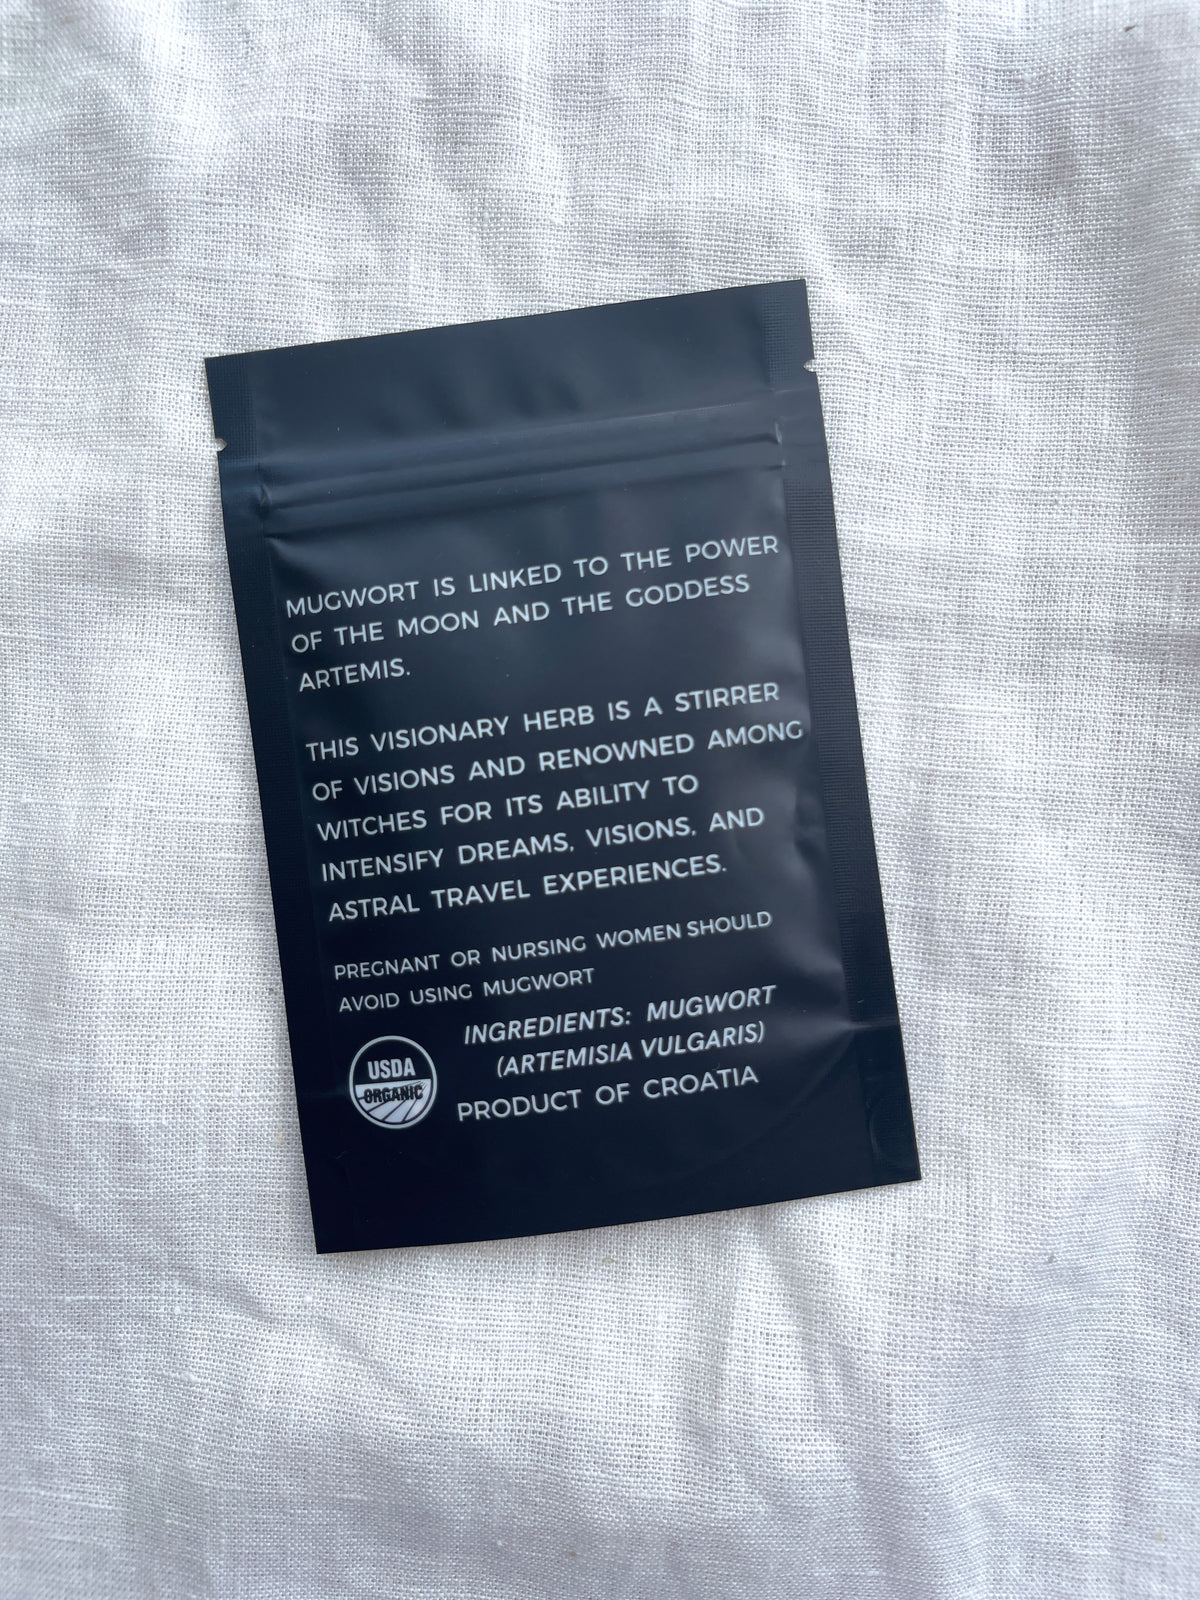 MUGWORT IS LINKED TO THE POWER
OF THE MOON AND THE GODDESS
ARTEMIS.
THIS VISIONARY HERB IS A STIRRER
OF VISIONS AND RENOWNED AMONG
WITCHES FOR ITS ABILITY TO
INTENSIFY DREAMS, VISIONS, AND
ASTRAL TRAVEL EXPERIENCES.
PREGNANT OR NURSING WOMEN SHOULD
AVOID USING MUGWORT
INGREDIENTS: MUGWORT
(ARTEMISIA VULGARIS)
PRODUCT OF CROATIA
USDA
ORGANIC